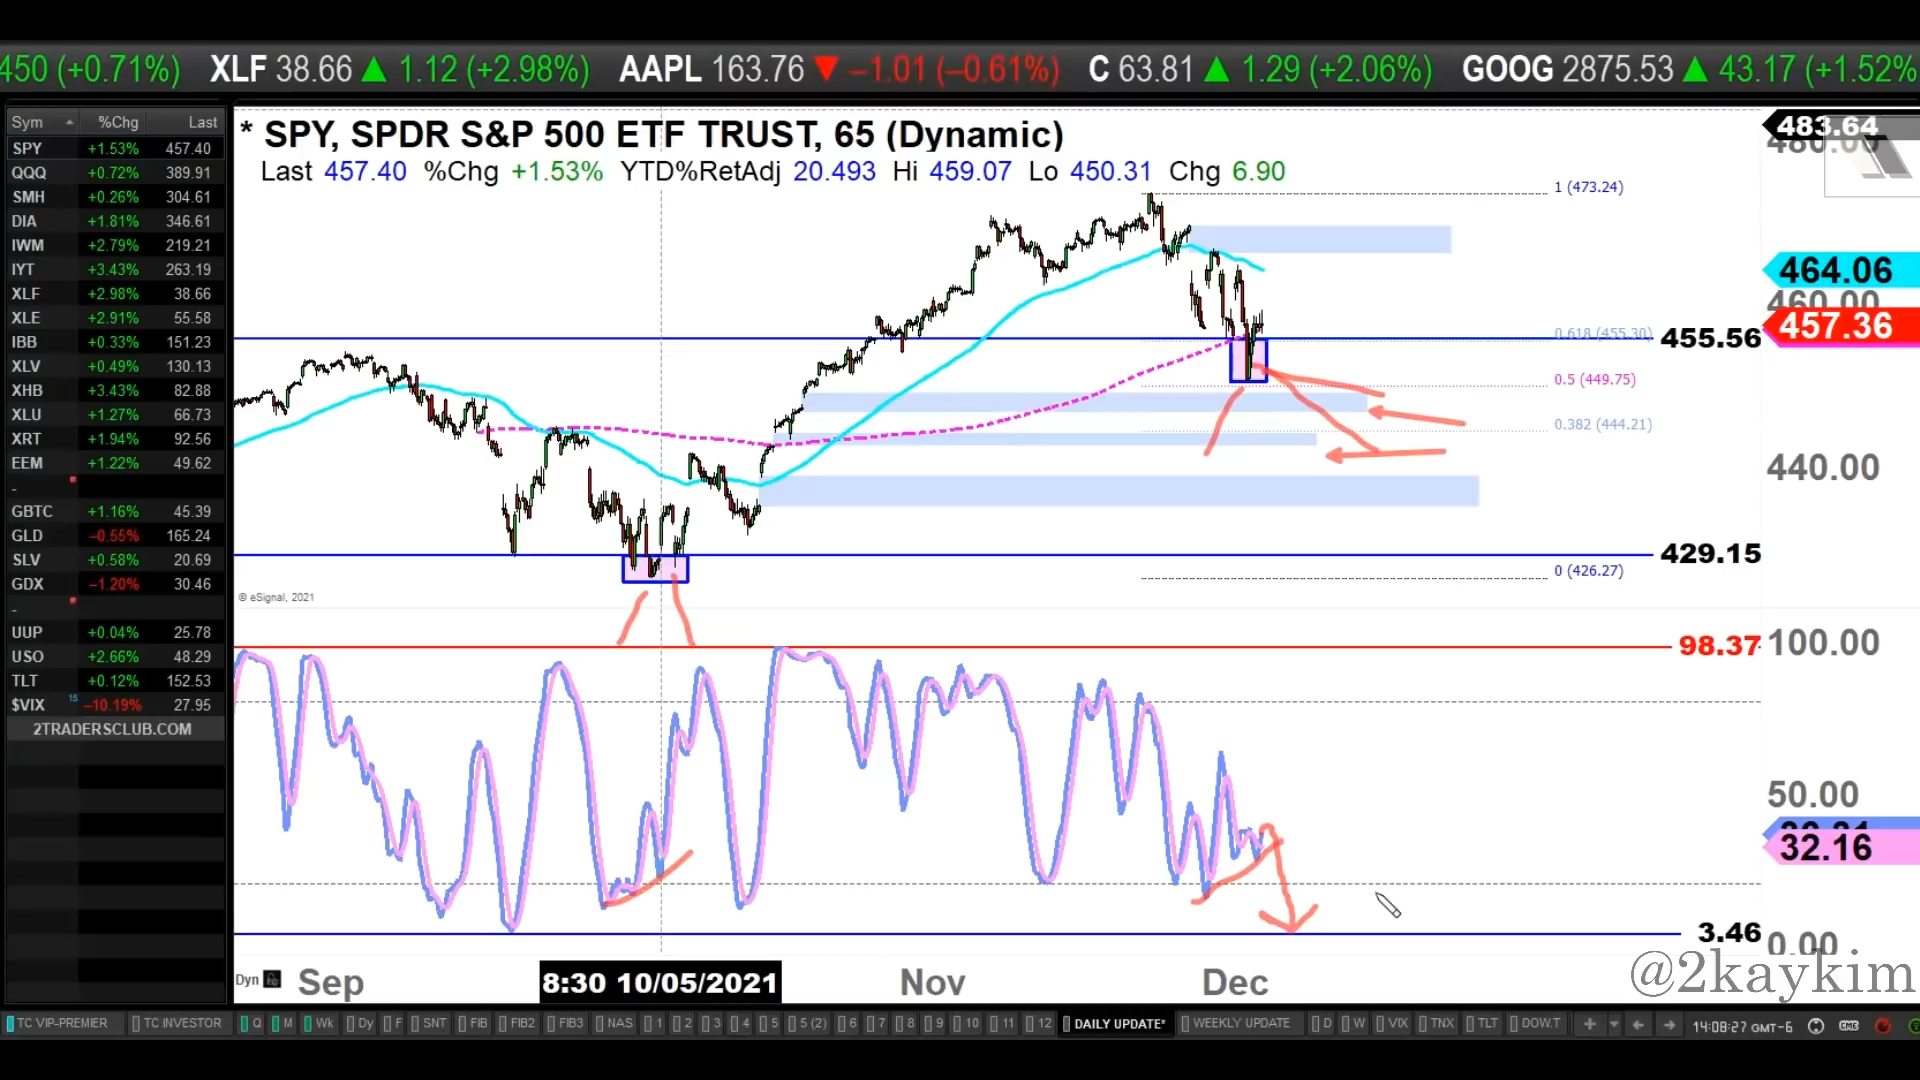 450 (+0.71%) XLF 38.66 ▲ 1.12 (+2.98%) AAPL 163.76 ▼ –1.01 (–0.61%) C 63.81 ▲ 1.29 (+2.06%) GOOG 2875.53 ▲ 43.17 (+1.52%
Sym %Chg Last
SPY +1.53% 457.40
QQQ +0.72% 389.91
SMH +0.26% 304.61
DIA +1.81% 346.61
IWM +2.79% 219.21
IYT +3.43% 263.19
XLF +2.98% 38.66
XLE +2.91% 55.58
IBB +0.33% 151.23
XLV +0.49% 130.13
XHB +3.43% 82.88
XLU +1.27% 66.73
XRT +1.94% 92.56
EEM +1.22% 49.62
-
GBTC +1.16% 45.39
GLD –0.55% 165.24
SLV +0.58% 20.69
GDX –1.20% 30.46
-
UUP +0.04% 25.78
USO +2.66% 48.29
TLT +0.12% 152.53
$VIX 15 –10.19% 27.95
2TRADERSCLUB.COM
* SPY, SPDR S&P 500 ETF TRUST, 65 (Dynamic)
Last 457.40 %Chg +1.53% YTD%RetAdj 20.493 Hi 459.07 Lo 450.31 Chg 6.90
483.64
480.00
1 (473.24)
464.06
460.00
457.36
0.618 (455.30)
455.56
0.5 (449.75)
0.382 (444.21)
440.00
429.15
0 (426.27)
© eSignal, 2021
98.37
100.00
50.00
32.16
3.46
0.00
@2kaykim
Dyn Sep 8:30 10/05/2021 Nov Dec
TC VIP-PREMIER TC INVESTOR Q M Wk Dy F SNT FIB FIB2 FIB3 NAS 1 2 3 4 5 5 (2) 6 7 8 9 10 11 12 DAILY UPDATE* WEEKLY UPDATE D W VIX TNX TLT DOW.T 14:08:27 GMT-6 CME